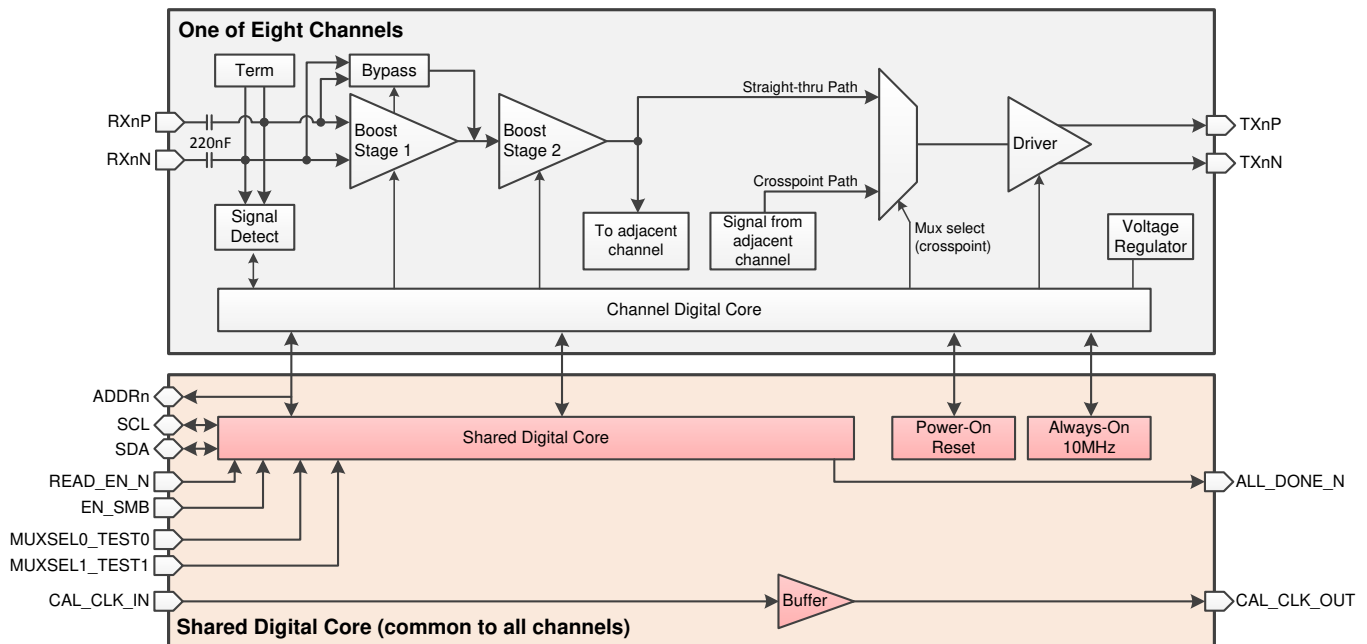 One of Eight Channels
Term
Bypass
RXnP
220nF
RXnN
Boost
Stage 1
Boost
Stage 2
Straight-thru Path
Crosspoint Path
Driver
TXnP
TXnN
Signal
Detect
To adjacent
channel
Signal from
adjacent
channel
Mux select
(crosspoint)
Voltage
Regulator
Channel Digital Core
ADDRn
SCL
SDA
READ_EN_N
EN_SMB
MUXSEL0_TEST0
MUXSEL1_TEST1
CAL_CLK_IN
Shared Digital Core
Power-On
Reset
Always-On
10MHz
ALL_DONE_N
Buffer
CAL_CLK_OUT
Shared Digital Core (common to all channels)